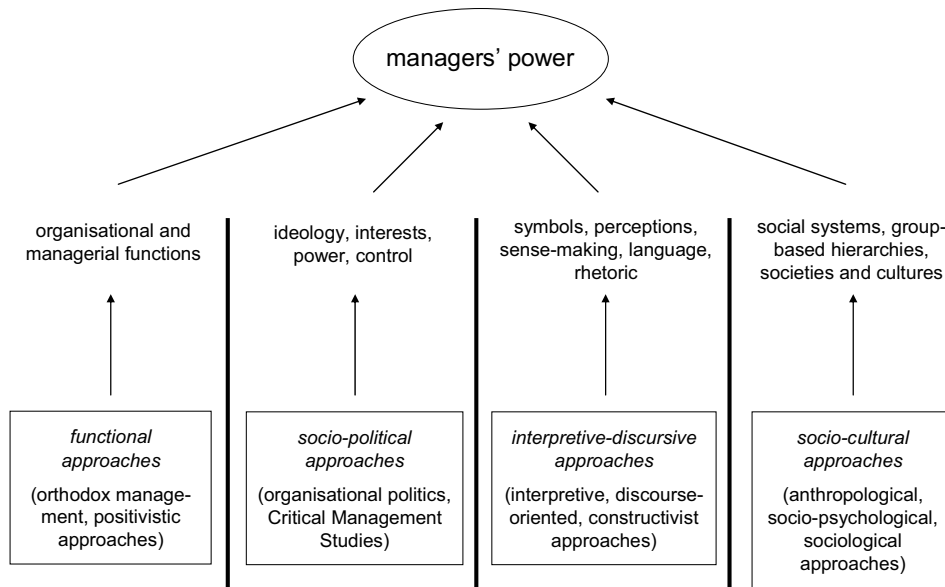 managers’ power
organisational and
managerial functions
ideology, interests,
power, control
symbols, perceptions,
sense-making, language,
rhetoric
social systems, group-
based hierarchies,
societies and cultures
functional
approaches
(orthodox manage-
ment, positivistic
approaches)
socio-political
approaches
(organisational politics,
Critical Management
Studies)
interpretive-discursive
approaches
(interpretive, discourse-
oriented, constructivist
approaches)
socio-cultural
approaches
(anthropological,
socio-psychological,
sociological
approaches)